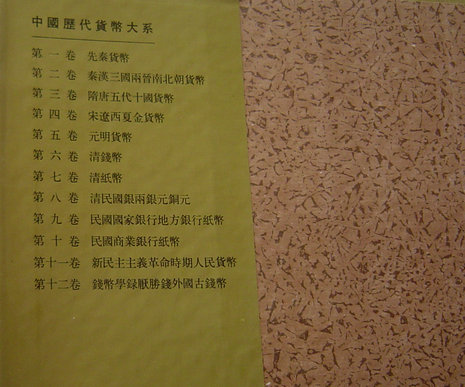 中國歷代貨幣大系
第一卷 先秦貨幣
第二卷 秦漢三國兩晉南北朝貨幣
第三卷 隋唐五代十國貨幣
第四卷 宋遼西夏金貨幣
第五卷 元明貨幣
第六卷 清錢幣
第七卷 清紙幣
第八卷 清民國銀兩銀元銅元
第九卷 民國國家銀行地方銀行紙幣
第十卷 民國商業銀行紙幣
第十一卷 新民主主義革命時期人民貨幣
第十二卷 錢幣學録厭勝錢外國古錢幣